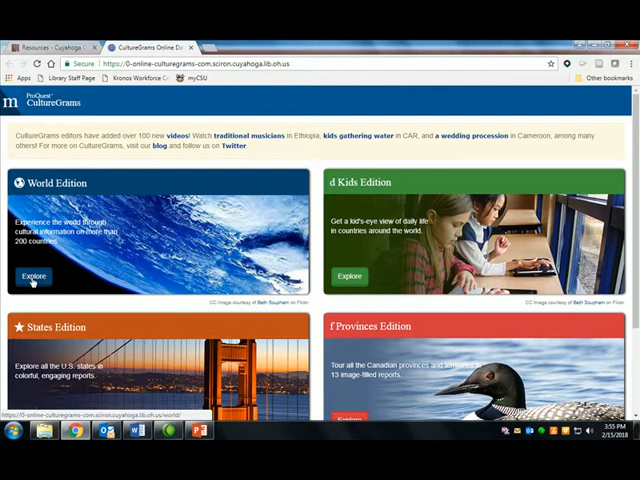 Resources - Cuyahoga C
CultureGrams Online Da
Secure
https://0-online-culturegrams-com.sciron.cuyahoga.lib.oh.us
Apps
Library Staff Page
Kronos Workforce C
myCSU
Other bookmarks
m
ProQuest
CultureGrams
CultureGrams editors have added over 100 new videos! Watch traditional musicians in Ethiopia, kids gathering water in CAR, and a wedding procession in Cameroon, among many
others! For more on CultureGrams, visit our blog and follow us on Twitter.
World Edition
Experience the world through
cultural information on more than
200 countries.
Explore
CC Image courtesy of Beth Scupham on Flickr
d Kids Edition
Get a kid's-eye view of daily life
in countries around the world.
Explore
CC Image courtesy of Beth Scupham on Flickr
States Edition
Explore all the U.S. states in
colorful, engaging reports.
f Provinces Edition
Tour all the Canadian provinces and territories
13 image-filled reports.
Explore
https://0-online-culturegrams-com.sciron.cuyahoga.lib.oh.us/world/
3:55 PM
2/15/2018